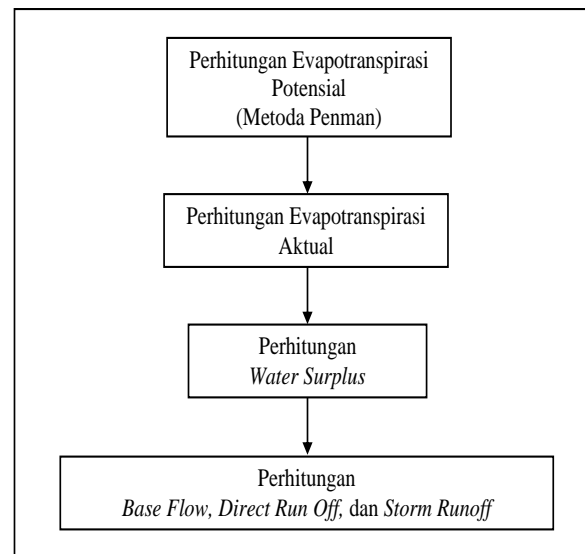 Perhitungan Evapotranspirasi
Potensial
(Metoda Penman)
Perhitungan Evapotranspirasi
Aktual
Perhitungan
Water Surplus
Perhitungan
Base Flow, Direct Run Off, dan Storm Runoff